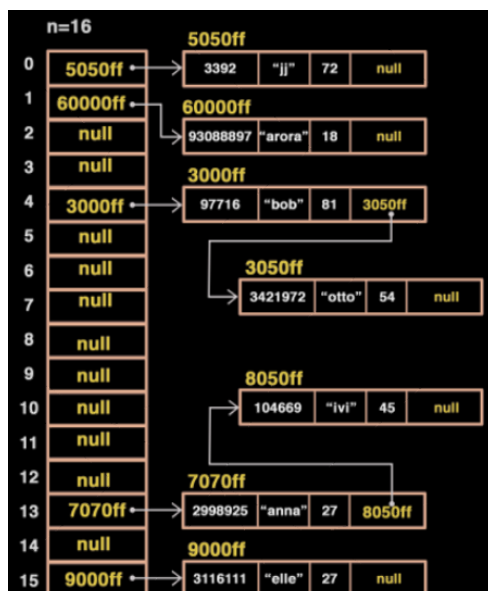 n=16
5050ff
0 5050ff 3392 "jj" 72 null
1 60000ff 60000ff
2 null 93088897 "arora" 18 null
3 null 3000ff
4 3000ff 97716 "bob" 81 3050ff
5 null
6 null 3050ff
7 null 3421972 "otto" 54 null
8 null
9 null 8050ff
10 null 104669 "ivi" 45 null
11 null
12 null 7070ff
13 7070ff 2998925 "anna" 27 8050ff
14 null 9000ff
15 9000ff 3116111 "elle" 27 null